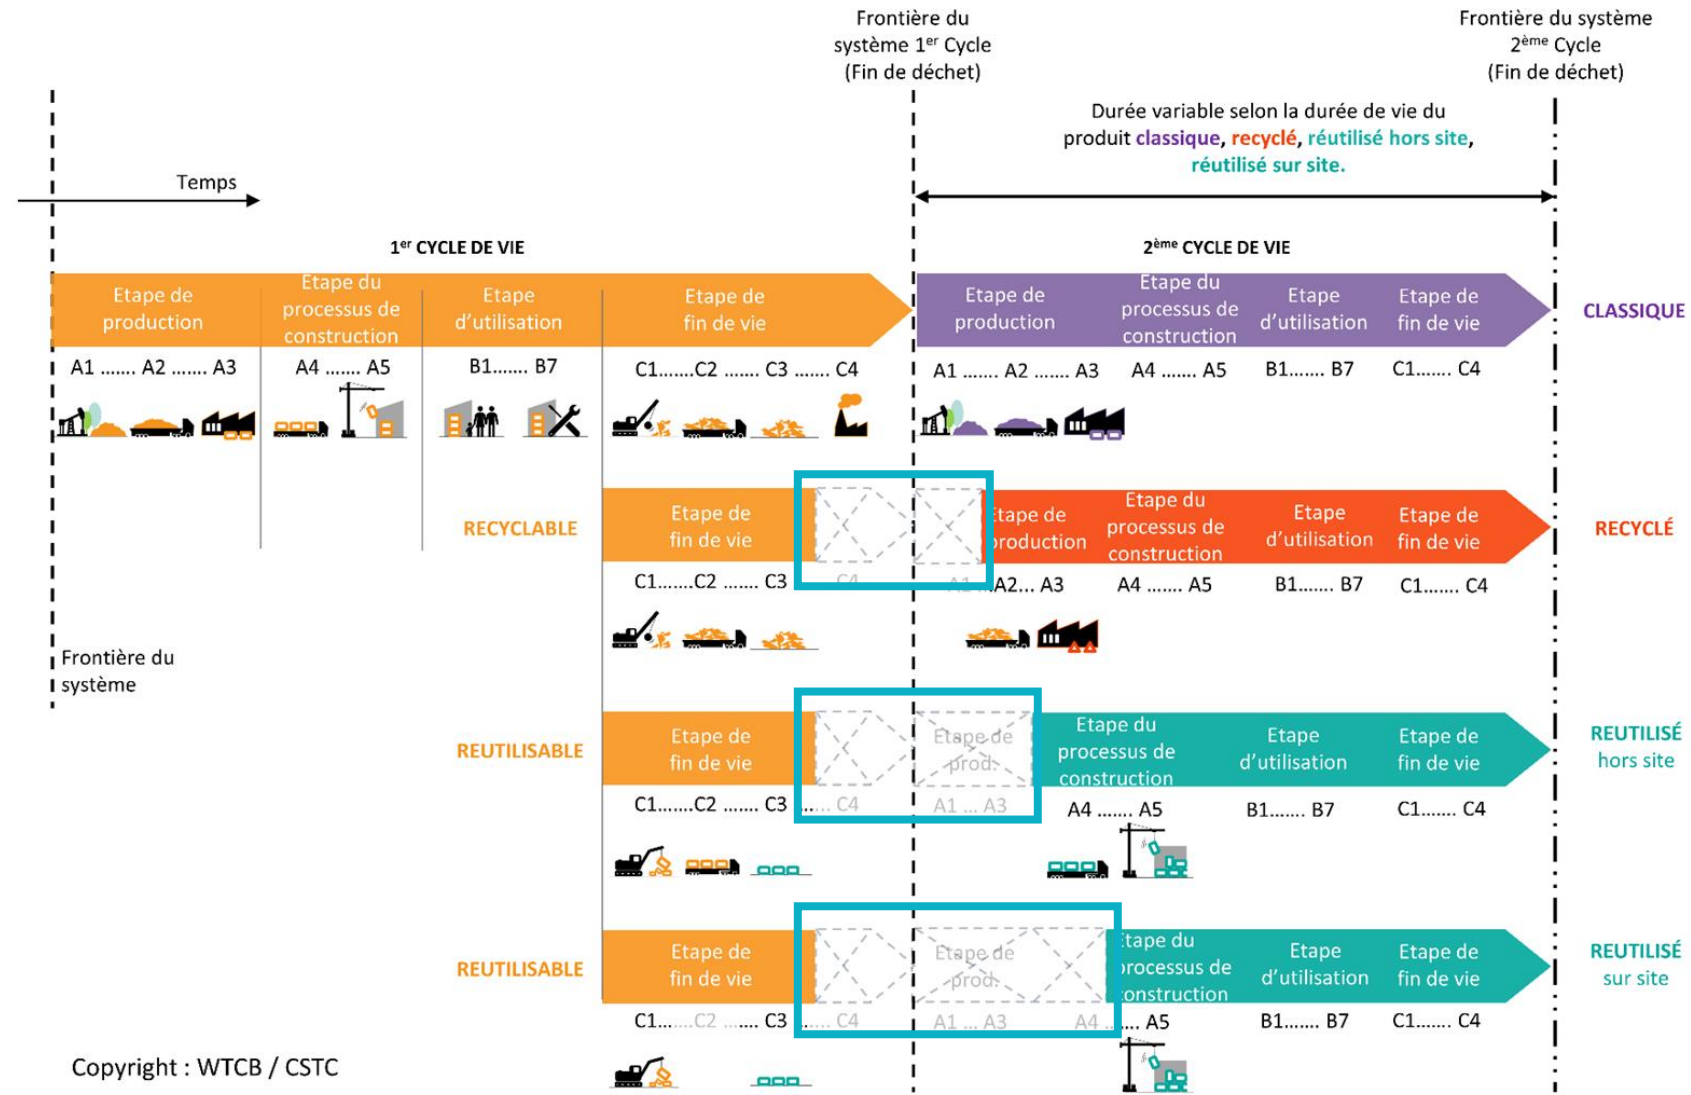 Frontière du
système 1er Cycle
(Fin de déchet)
Frontière du système
2ème Cycle
(Fin de déchet)
Durée variable selon la durée de vie du
produit classique, recyclé, réutilisé hors site,
réutilisé sur site.
Temps
1er CYCLE DE VIE
2ème CYCLE DE VIE
Etape de
production
Etape du
processus de
construction
Etape
d'utilisation
Etape de
fin de vie
Etape de
production
Etape du
processus de
construction
Etape
d'utilisation
Etape de
fin de vie
CLASSIQUE
A1 ....... A2 ....... A3
A4 ....... A5
B1....... B7
C1.......C2 ....... C3 ....... C4
A1 ....... A2 ....... A3
A4 ....... A5
B1....... B7
C1....... C4
RECYCLABLE
Etape de
fin de vie
Etape de
production
Etape du
processus de
construction
Etape
d'utilisation
Etape de
fin de vie
RECYCLÉ
C1.......C2 ....... C3
C4
A1 ...A2... A3
A4 ....... A5
B1....... B7
C1....... C4
Frontière du
système
REUTILISABLE
Etape de
fin de vie
Etape de
prod.
Etape du
processus de
construction
Etape
d'utilisation
Etape de
fin de vie
REUTILISÉ
hors site
C1.......C2 ....... C3 ....... C4
A1 ... A3
A4 ....... A5
B1....... B7
C1....... C4
REUTILISABLE
Etape de
fin de vie
Etape de
prod.
Etape du
processus de
construction
Etape
d'utilisation
Etape de
fin de vie
REUTILISÉ
sur site
C1.......C2 ....... C3 ....... C4
A1 ... A3
A4 ....... A5
B1....... B7
C1....... C4
Copyright : WTCB / CSTC